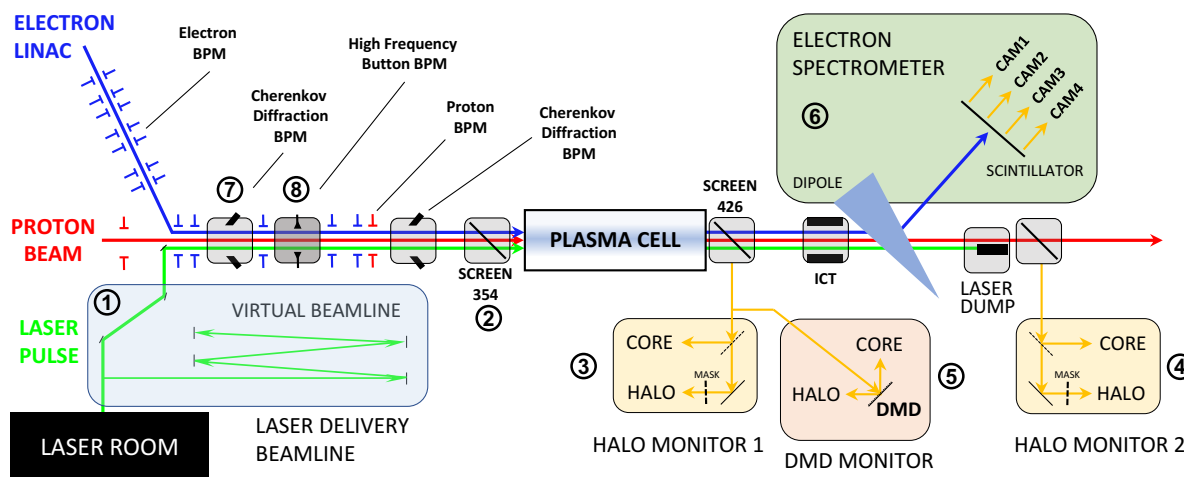 ELECTRON
LINAC
Electron
BPM
High Frequency
Button BPM
Cherenkov
Diffraction
BPM
Proton
BPM
Cherenkov
Diffraction
BPM
ELECTRON
SPECTROMETER
CAM1
CAM2
CAM3
CAM4
⑥
SCINTILLATOR
DIPOLE
⑦
⑧
SCREEN
426
PROTON
BEAM
PLASMA CELL
SCREEN
354
②
ICT
LASER
DUMP
①
VIRTUAL BEAMLINE
LASER
PULSE
③
CORE
MASK
HALO
CORE
⑤
HALO
DMD
CORE
④
MASK
HALO
LASER ROOM
LASER DELIVERY
BEAMLINE
HALO MONITOR 1
DMD MONITOR
HALO MONITOR 2